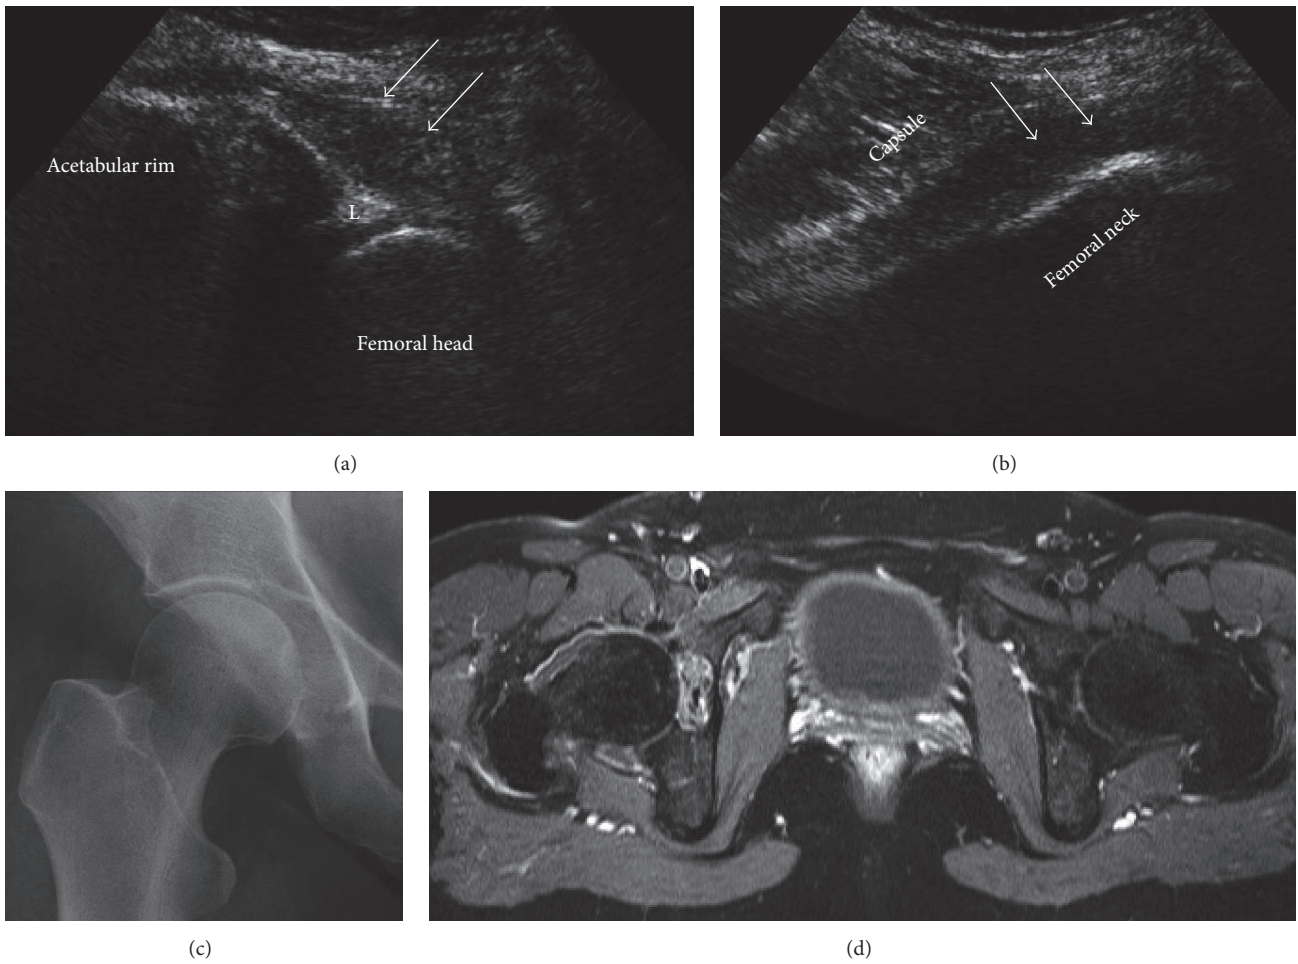 Acetabular rim
L
Femoral head
(a)
Capsule
Femoral neck
(b)
(c)
(d)